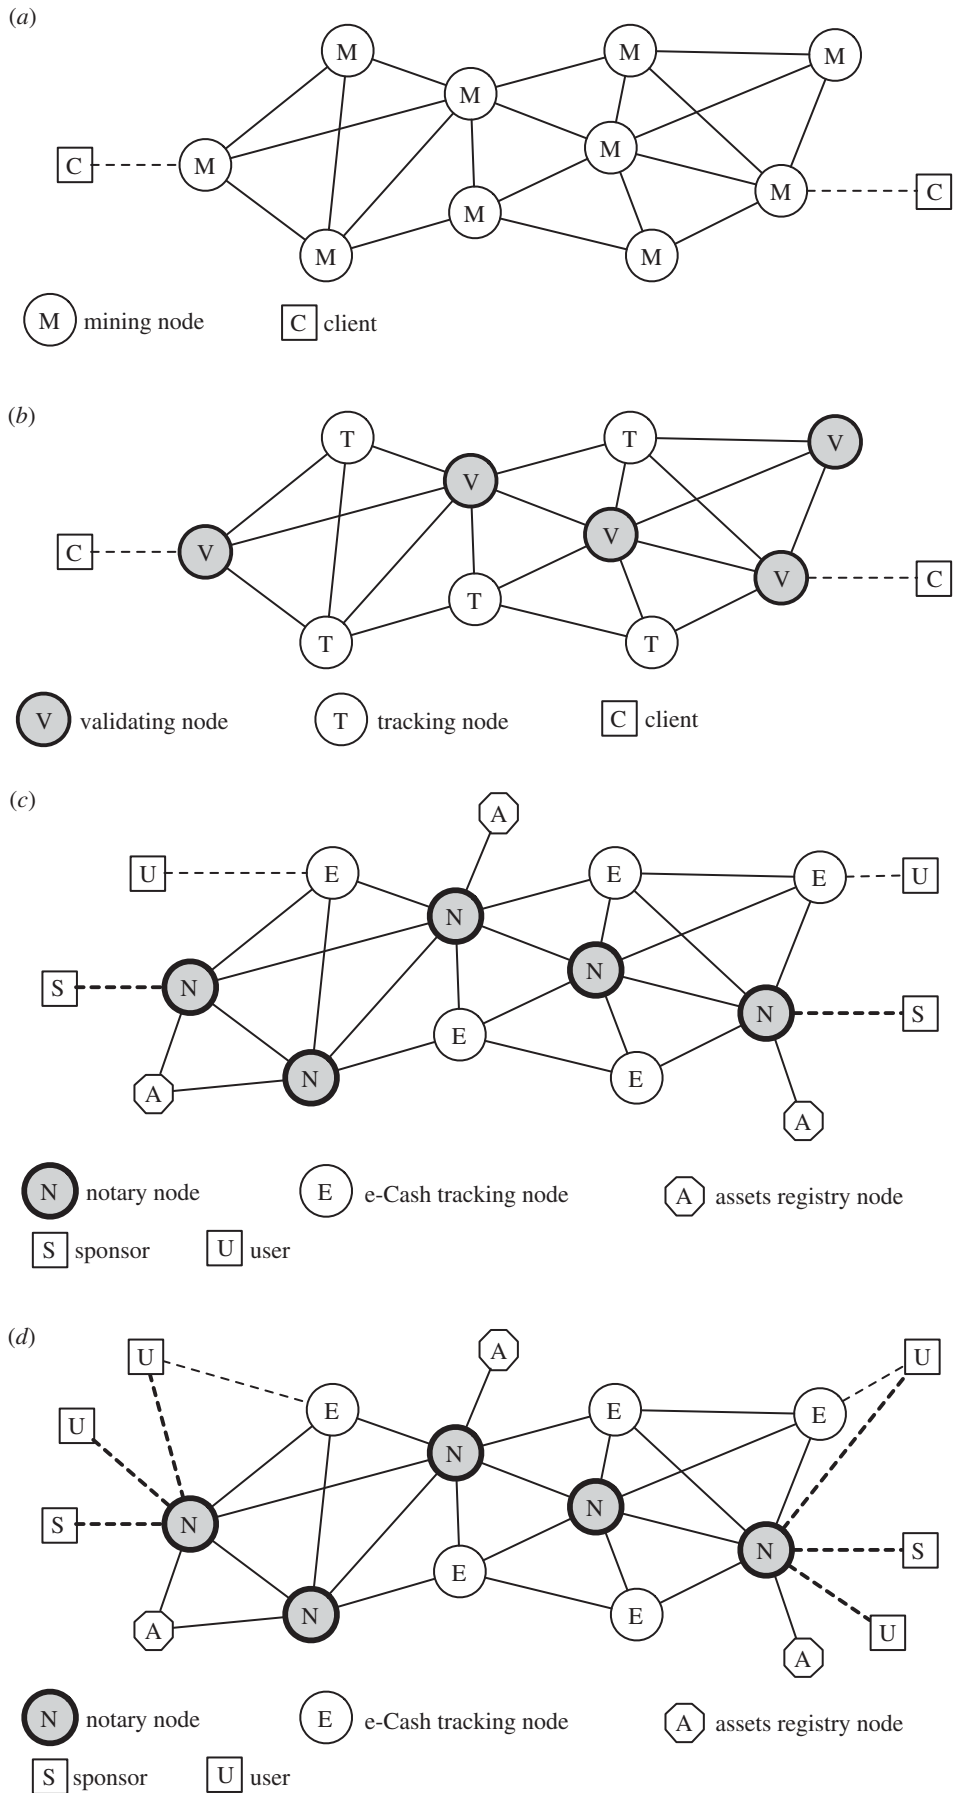 (a)
M
M
M
M
C
M
M
M
M
C
M
M
M mining node
C client
(b)
T
T
V
V
V
C
V
V
C
T
T
T
V validating node
T tracking node
C client
(c)
A
U
E
E
E
U
N
N
S
N
N
S
E
N
E
A
A
N notary node
E e-Cash tracking node
A assets registry node
S sponsor
U user
(d)
U
A
U
E
E
E
U
N
N
S
N
N
S
E
N
E
A
U
A
N notary node
E e-Cash tracking node
A assets registry node
S sponsor
U user